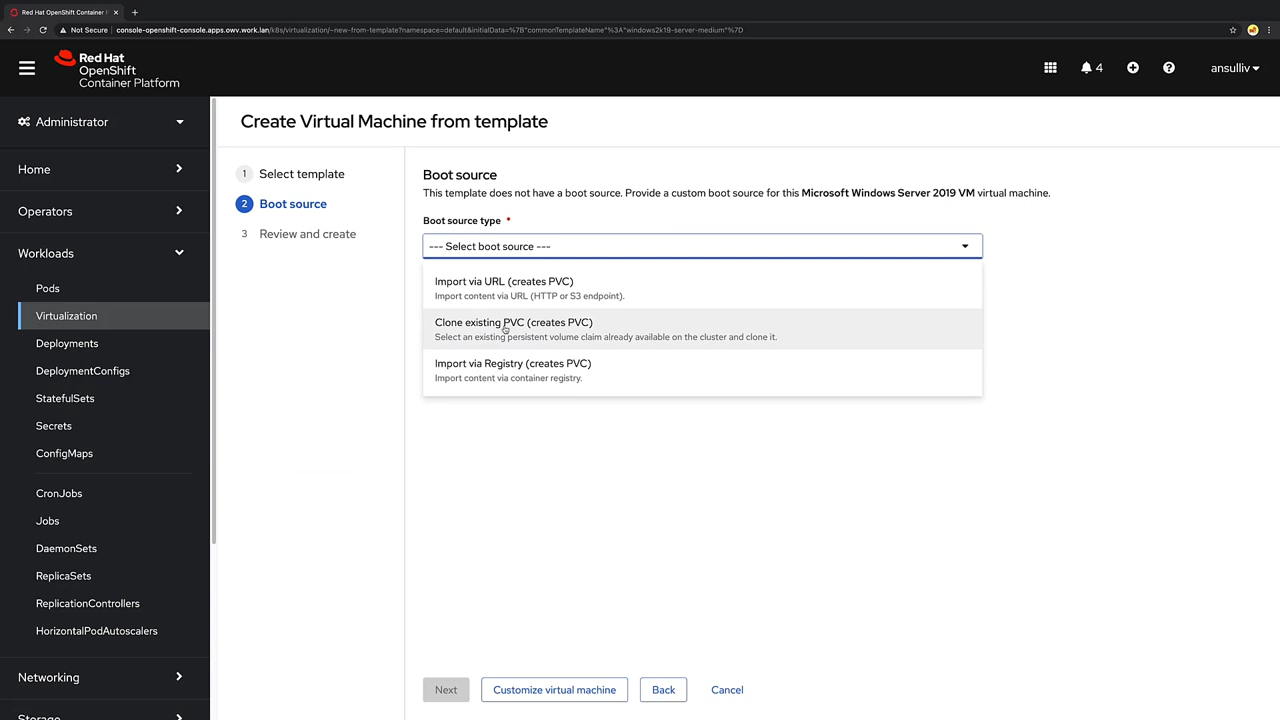 Red Hat OpenShift Container
Not Secure
console-openshift-console.apps.owv.work.lan/k8s/virtualization/~new-from-template?namespace=default&initialData=%7B"commonTemplateName"%3A"windows2k19-server-medium"%7D
Red Hat
OpenShift
Container Platform
4
ansulliv
Administrator
Home
Operators
Workloads
Pods
Virtualization
Deployments
DeploymentConfigs
StatefulSets
Secrets
ConfigMaps
CronJobs
Jobs
DaemonSets
ReplicaSets
ReplicationControllers
HorizontalPodAutoscalers
Networking
Storage
Create Virtual Machine from template
1 Select template
2 Boot source
3 Review and create
Boot source
This template does not have a boot source. Provide a custom boot source for this Microsoft Windows Server 2019 VM virtual machine.
Boot source type *
--- Select boot source ---
Import via URL (creates PVC)
Import content via URL (HTTP or S3 endpoint).
Clone existing PVC (creates PVC)
Select an existing persistent volume claim already available on the cluster and clone it.
Import via Registry (creates PVC)
Import content via container registry.
Next
Customize virtual machine
Back
Cancel